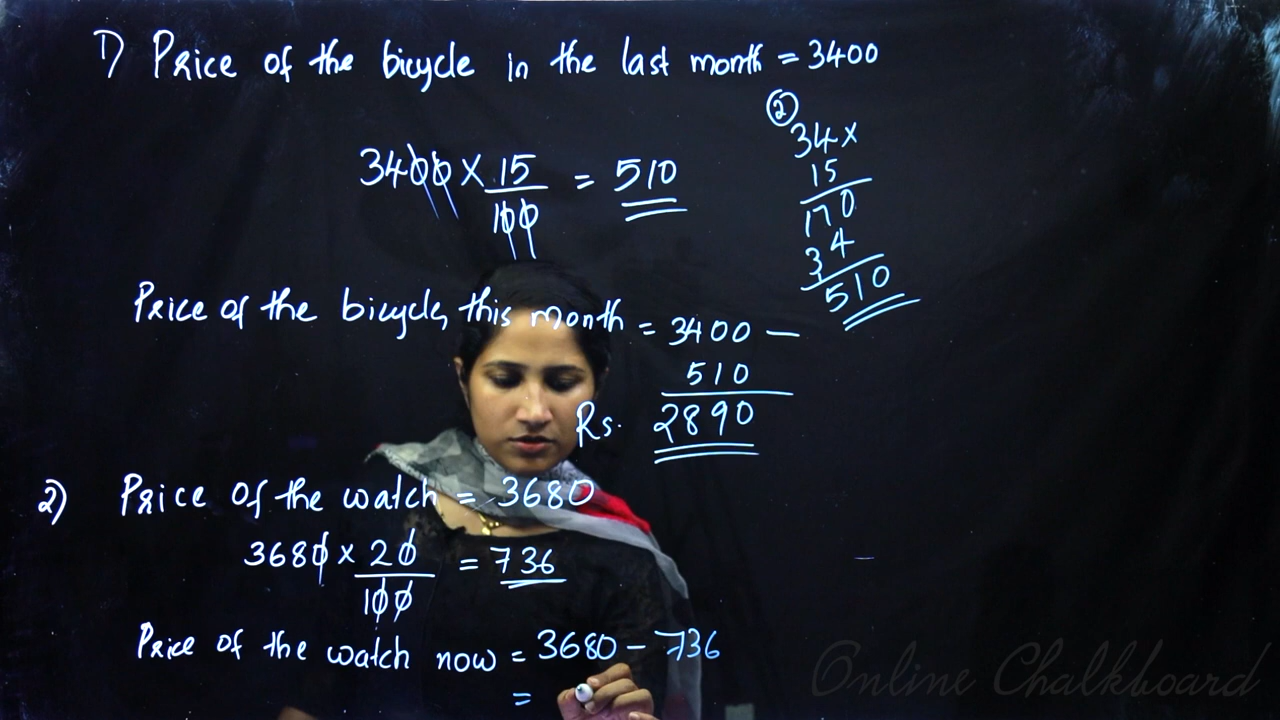 1) Price of the bicycle in the last month = 3400
3400 × 15/100 = 510
②
34 ×
15
170
34
510
Price of the bicycle, this month = 3400 −
510
Rs. 2890
2) Price of the watch = 3680
3680 × 20/100 = 736
Price of the watch now = 3680 − 736
=
Online Chalkboard